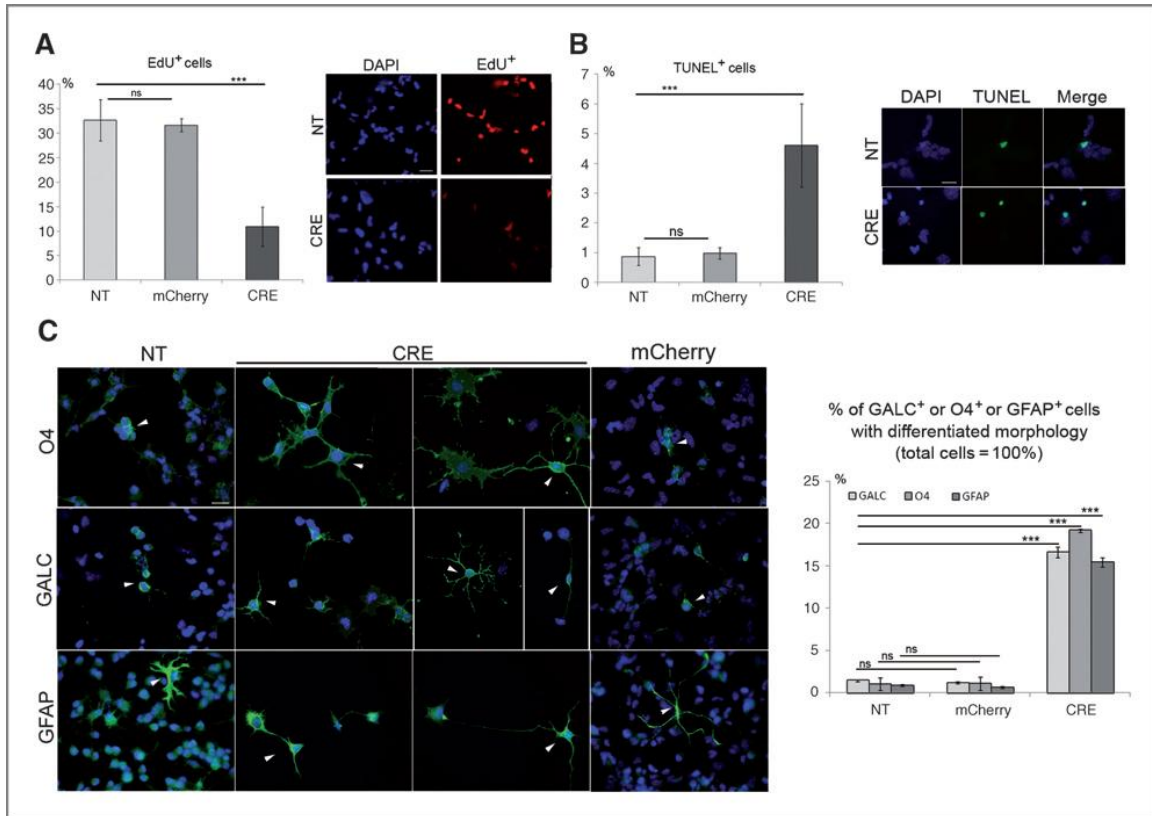 A
EdU+ cells
%
***
ns
40
35
30
25
20
15
10
5
0
NT
mCherry
CRE
DAPI
EdU+
NT
CRE
B
TUNEL+ cells
%
***
ns
7
6
5
4
3
2
1
0
NT
mCherry
CRE
DAPI
TUNEL
Merge
NT
CRE
C
NT
CRE
mCherry
O4
GALC
GFAP
% of GALC+ or O4+ or GFAP+ cells
with differentiated morphology
(total cells = 100%)
%
GALC O4 GFAP
25
20
15
10
5
0
***
***
***
ns
ns
ns
NT
mCherry
CRE